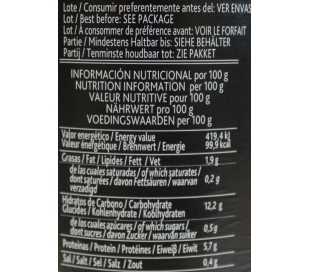 Lote / Consumir preferentemente antes del: VER ENVAS
Lot / Best before: SEE PACKAGE
Lot / À consommer de préférence avant: VOIR LE FORFAIT
Partie / Mindestens Haltbar bis: SIEHE BEHÄLTER
Partij / Tenminste houdbaar tot: ZIE PAKKET
INFORMACIÓN NUTRICIONAL por 100 g
NUTRITION INFORMATION per 100 g
VALEUR NUTRITIVE pour 100 g
NÄHRWERT pro 100 g
VOEDINGSWAARDEN per 100 g
Valor energético / Energy value 419,4 kJ
Valeur énergétique / Brennwert / Energie 99,9 kcal
Grasas / Fat / Lipides / Fett / Vet 1,9 g
de las cuales saturadas / of which saturates /
dont saturées / davon Fettsäuren / waarvan 0,2 g
verzadigd
Hidratos de Carbono / Carbohydrate 12,2 g
Glucides / Kohlenhydrate / Koolhydraten
de los cuales azúcares / of which sugars / 0,5g
dont sucres / davon Zucker / waarvan suiker
Proteínas / Protein / Protéines / Eiweiß / Eiwit 5,7 g
Sal / Salt / Sel / Salz / Zout 0,4g